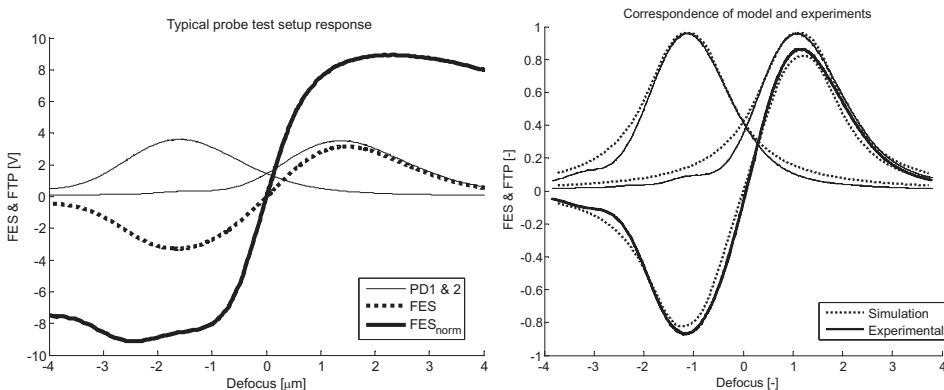 Typical probe test setup response
FES & FTP [V]
10
8
6
4
2
0
-2
-4
-6
-8
-10
-4 -3 -2 -1 0 1 2 3 4
Defocus [μm]
PD1 & 2
FES
FESnorm
Correspondence of model and experiments
FES & FTP [-]
1
0.8
0.6
0.4
0.2
0
-0.2
-0.4
-0.6
-0.8
-1
-4 -3 -2 -1 0 1 2 3 4
Defocus [-]
Simulation
Experimental